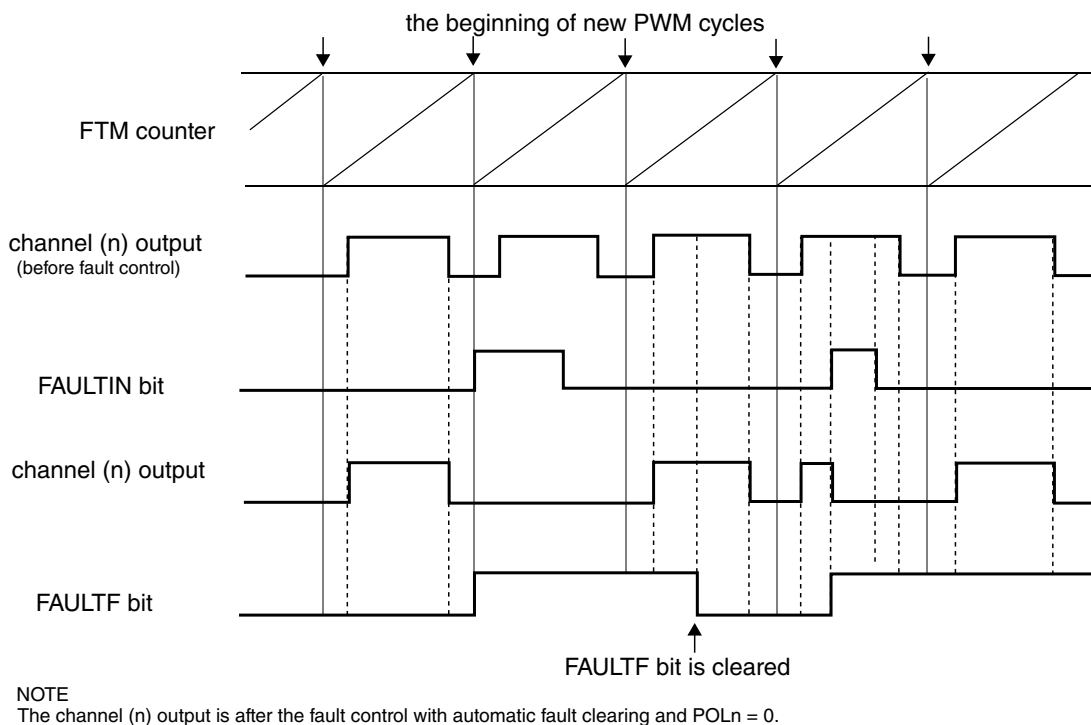 the beginning of new PWM cycles
FTM counter
channel (n) output
(before fault control)
FAULTIN bit
channel (n) output
FAULTF bit
FAULTF bit is cleared
NOTE
The channel (n) output is after the fault control with automatic fault clearing and POLn = 0.